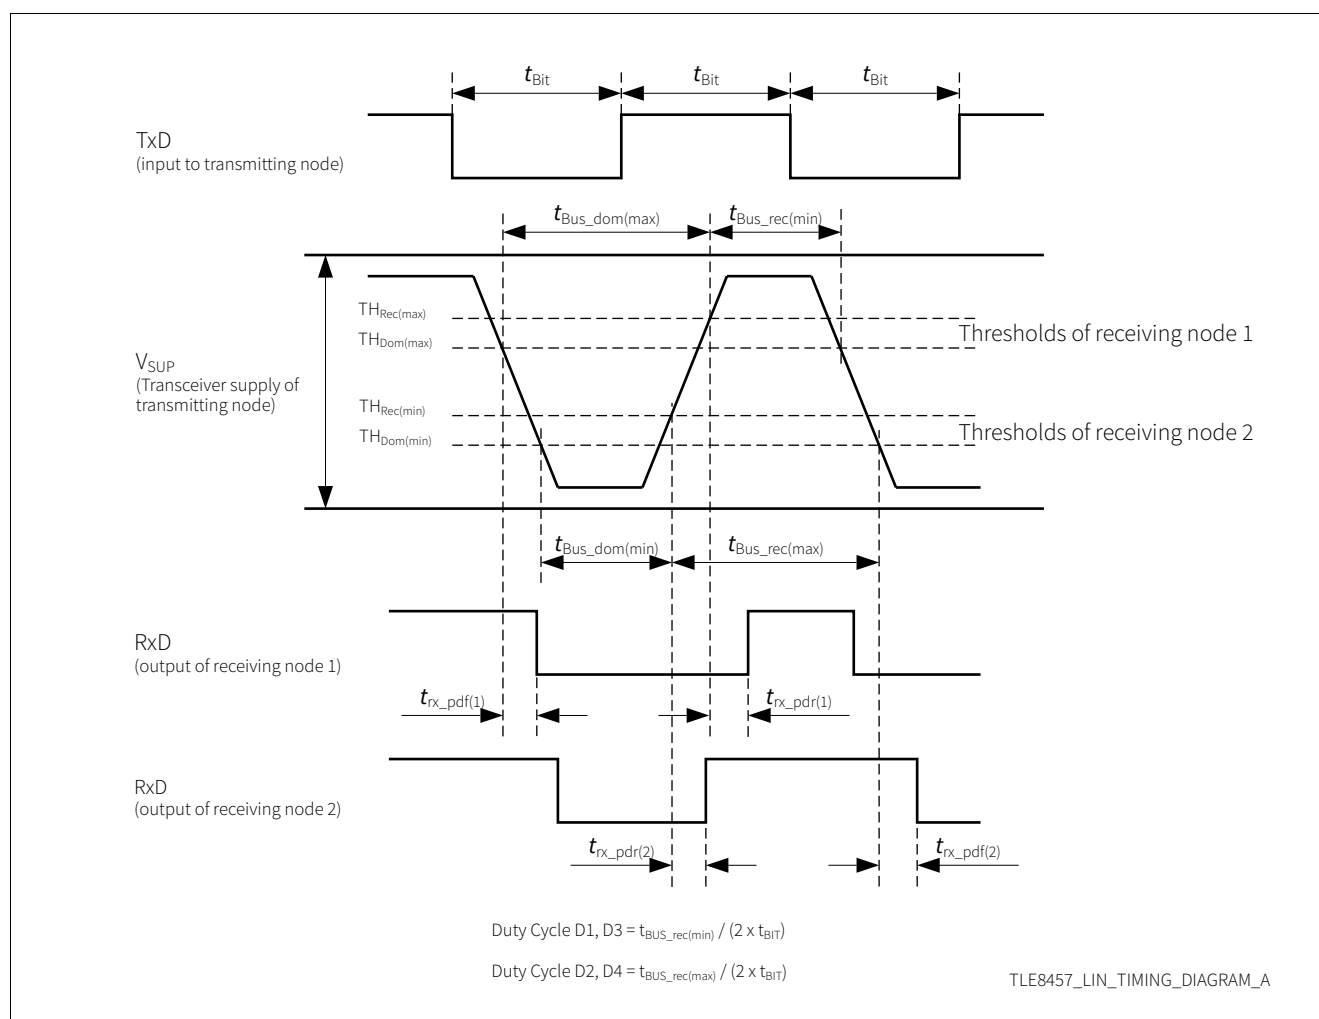 tBit
tBit
tBit
TxD
(input to transmitting node)
tBus_dom(max)
tBus_rec(min)
THRec(max)
THDom(max)
Thresholds of receiving node 1
VSUP
(Transceiver supply of
transmitting node)
THRec(min)
THDom(min)
Thresholds of receiving node 2
tBus_dom(min)
tBus_rec(max)
RxD
(output of receiving node 1)
trx_pdf(1)
trx_pdr(1)
RxD
(output of receiving node 2)
trx_pdr(2)
trx_pdf(2)
Duty Cycle D1, D3 = tBUS_rec(min) / (2 x tBIT)
Duty Cycle D2, D4 = tBUS_rec(max) / (2 x tBIT)
TLE8457_LIN_TIMING_DIAGRAM_A